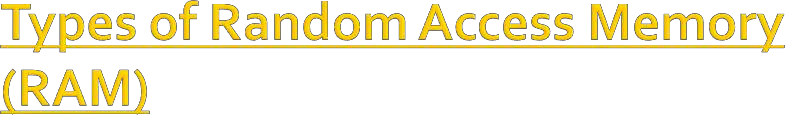 Types of Random Access Memory
(RAM)